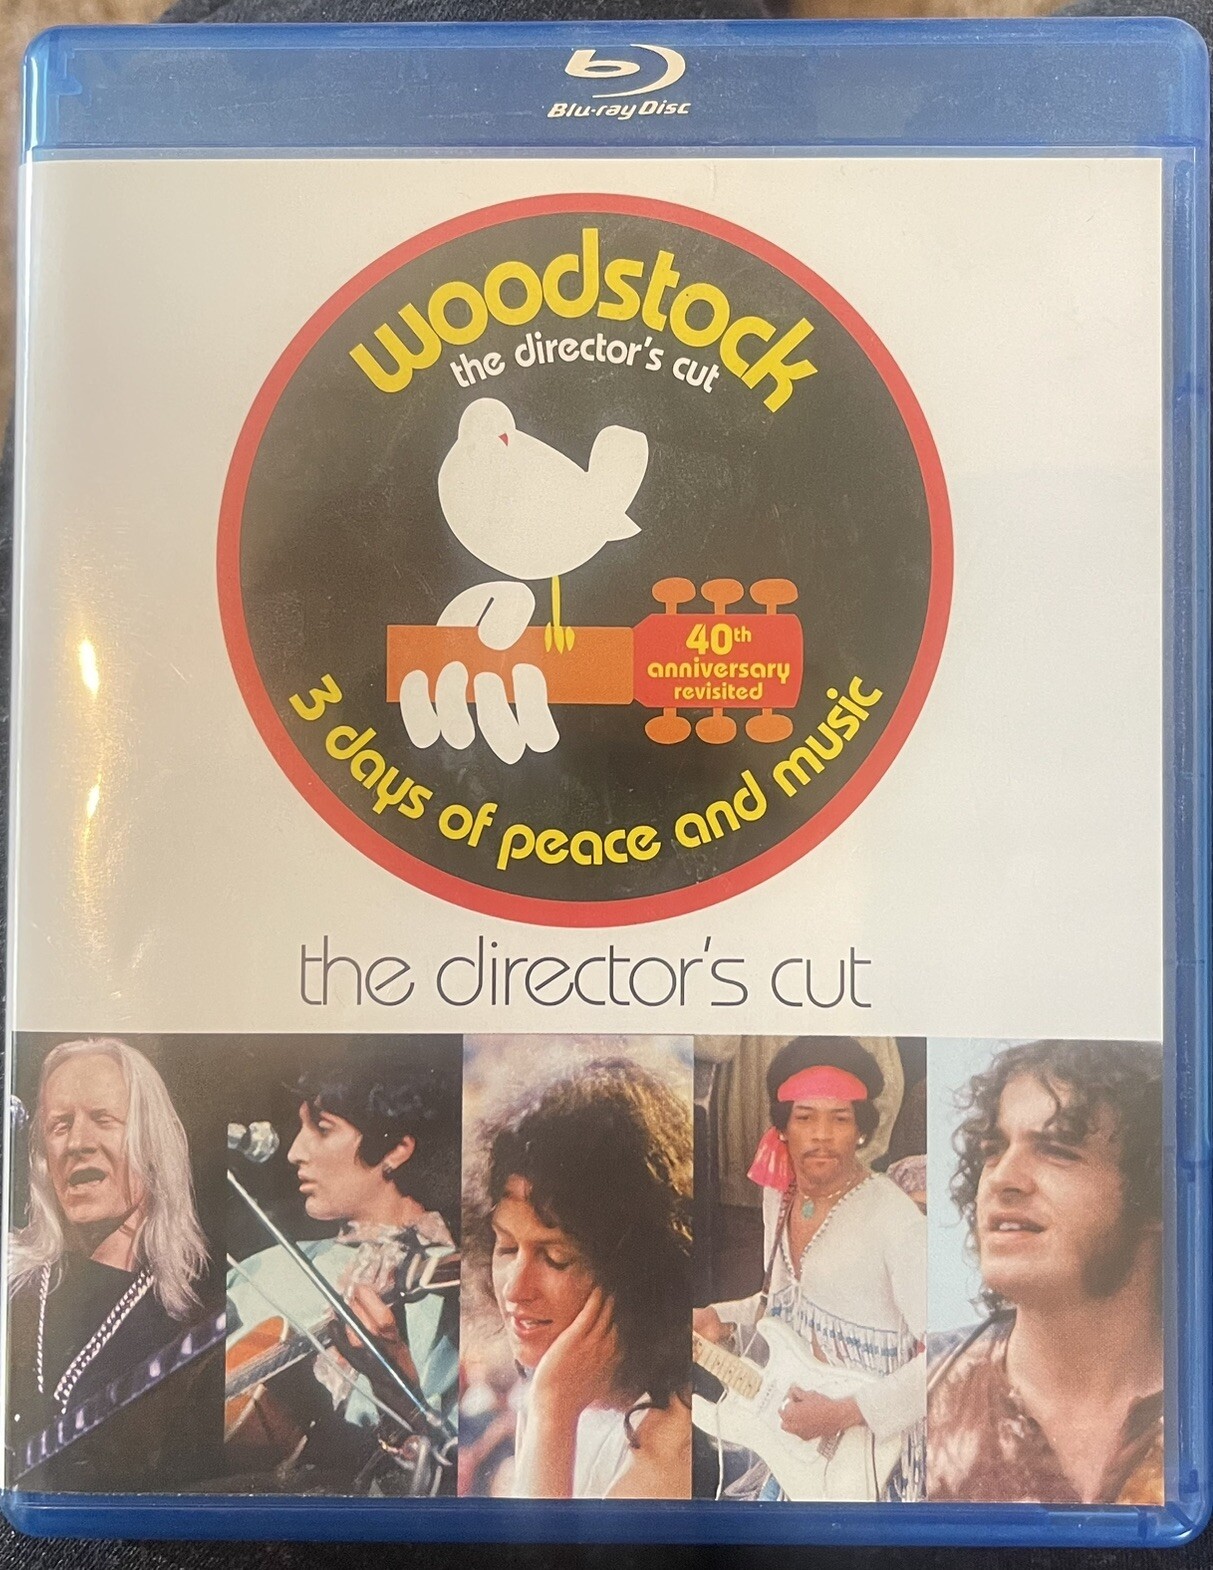 Blu-ray Disc
woodstock
the director's cut
40th
anniversary
revisited
3 days of peace and music
the director's cut